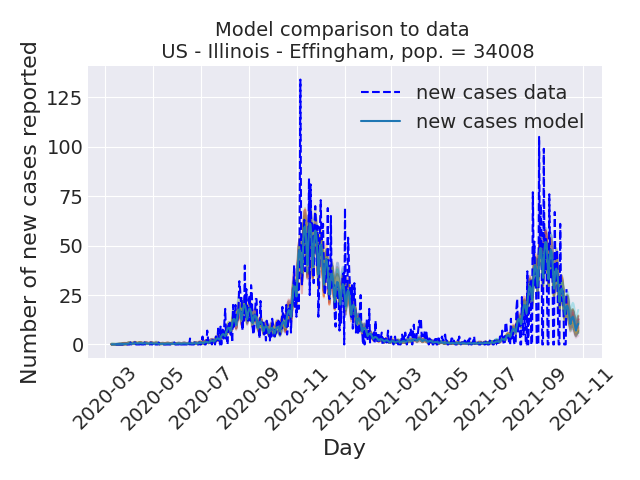 Model comparison to data
US - Illinois - Effingham, pop. = 34008
Number of new cases reported
125
100
75
50
25
0
new cases data
new cases model
2020-03
2020-05
2020-07
2020-09
2020-11
2021-01
2021-03
2021-05
2021-07
2021-09
2021-11
Day